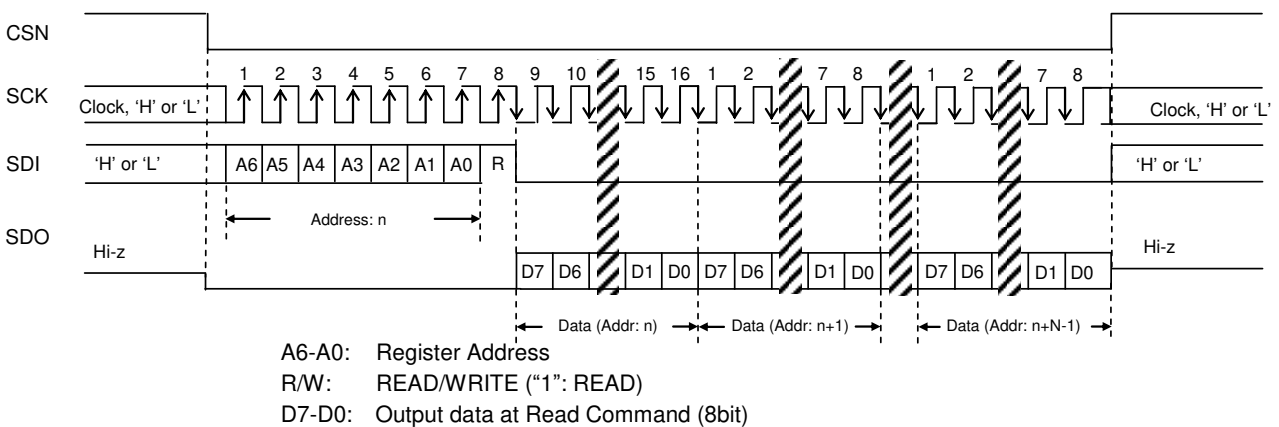 CSN
1 2 3 4 5 6 7 8 9 10 15 16 1 2 7 8 1 2 7 8
SCK Clock, ‘H’ or ‘L’ Clock, ‘H’ or ‘L’
SDI ‘H’ or ‘L’ A6 A5 A4 A3 A2 A1 A0 R ‘H’ or ‘L’
Address: n
SDO Hi-z Hi-z
D7 D6 D1 D0 D7 D6 D1 D0 D7 D6 D1 D0
Data (Addr: n) Data (Addr: n+1) Data (Addr: n+N-1)
A6-A0: Register Address
R/W: READ/WRITE (“1”: READ)
D7-D0: Output data at Read Command (8bit)